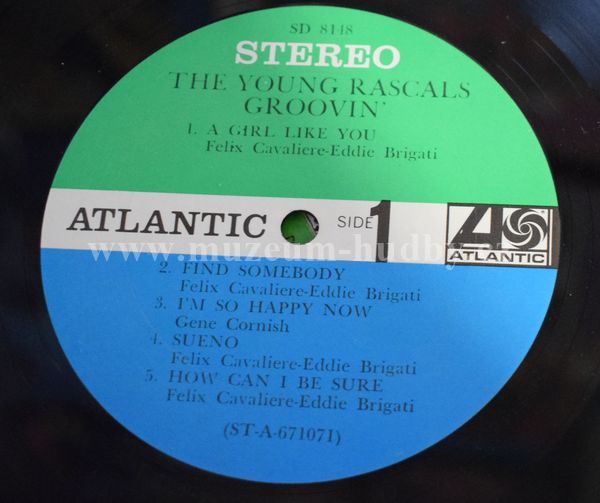 SD 8148
STEREO
THE YOUNG RASCALS
GROOVIN'
1. A GIRL LIKE YOU
Felix Cavaliere-Eddie Brigati
ATLANTIC SIDE 1 ATLANTIC
www.muzeum-hudby.cz
2. FIND SOMEBODY
Felix Cavaliere-Eddie Brigati
3. I'M SO HAPPY NOW
Gene Cornish
4. SUENO
Felix Cavaliere-Eddie Brigati
5. HOW CAN I BE SURE
Felix Cavaliere-Eddie Brigati
(ST-A-671071)